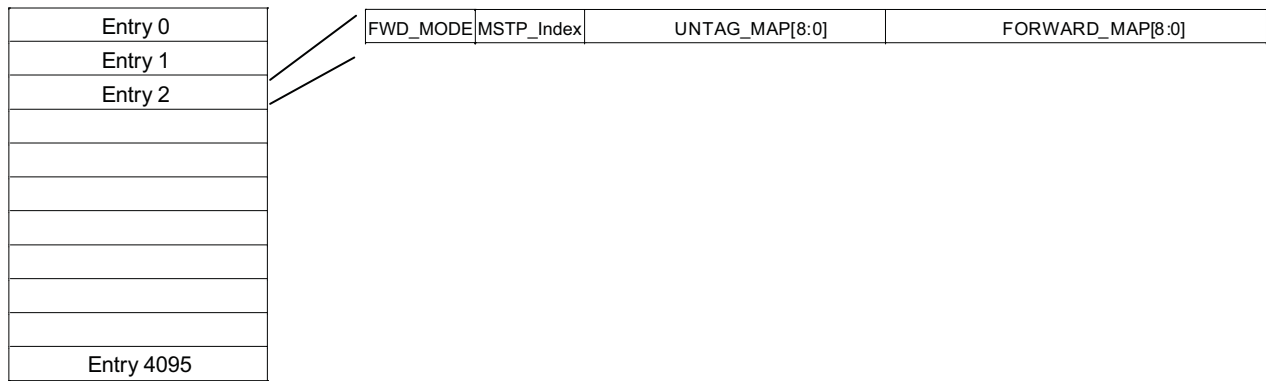 Entry 0
Entry 1
Entry 2
Entry 4095
FWD_MODE MSTP_Index UNTAG_MAP[8:0] FORWARD_MAP[8:0]